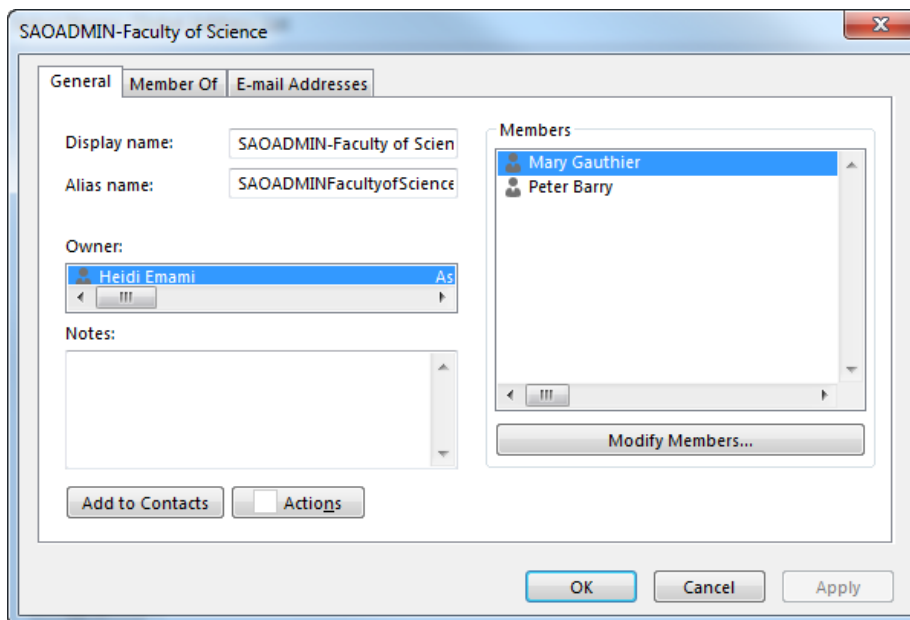 SAOADMIN-Faculty of Science
General
Member Of
E-mail Addresses
Display name:
SAOADMIN-Faculty of Scien
Alias name:
SAOADMINFacultyofScience
Owner:
Heidi Emami As
Notes:
Add to Contacts
Actions
Members
Mary Gauthier
Peter Barry
Modify Members...
OK
Cancel
Apply